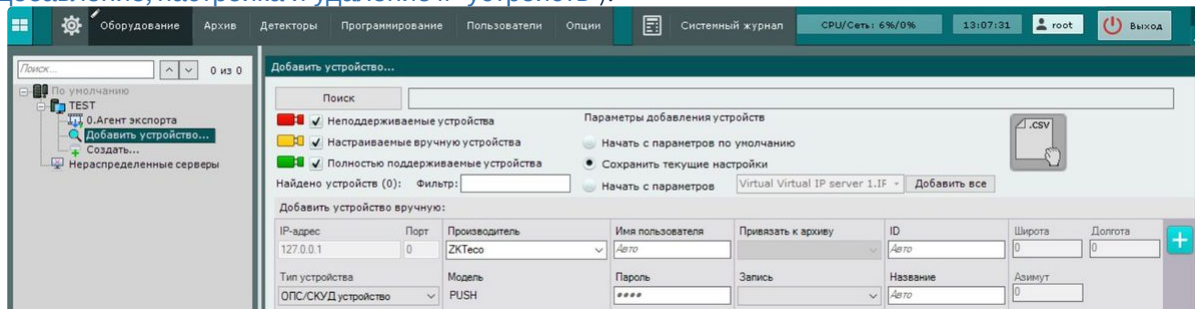 добавление, настройка и удаление IP-устройств").
Оборудование Архив Детекторы Программирование Пользователи Опции Системный журнал CPU/Сеть: 6%/0% 13:07:31 root Выход
Поиск... 0 из 0
По умолчанию
TEST
0.Агент экспорта
Добавить устройство...
Создать...
Нераспределенные серверы
Добавить устройство...
Поиск
Неподдерживаемые устройства
Настраиваемые вручную устройства
Полностью поддерживаемые устройства
Найдено устройств (0): Фильтр:
Параметры добавления устройств
Начать с параметров по умолчанию
Сохранить текущие настройки
Начать с параметров Virtual Virtual IP server 1.IF Добавить все
.CSV
Добавить устройство вручную:
IP-адрес Порт Производитель Имя пользователя Привязать к архиву ID Широта Долгота
127.0.0.1 0 ZKTeco Авто Авто 0 0
Тип устройства Модель Пароль Запись Название Азимут
ОПС/СКУД устройство PUSH **** Авто 0